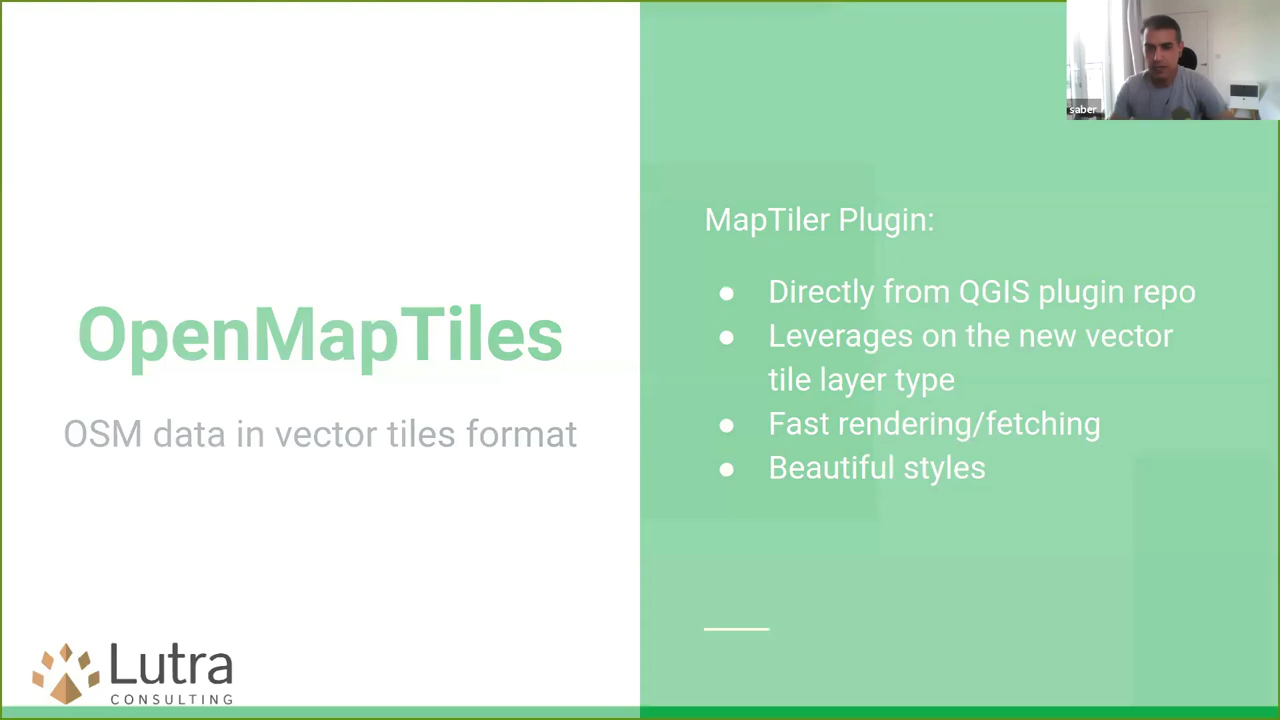 OpenMapTiles
OSM data in vector tiles format
Lutra
CONSULTING
MapTiler Plugin:
● Directly from QGIS plugin repo
● Leverages on the new vector
tile layer type
● Fast rendering/fetching
● Beautiful styles
saber